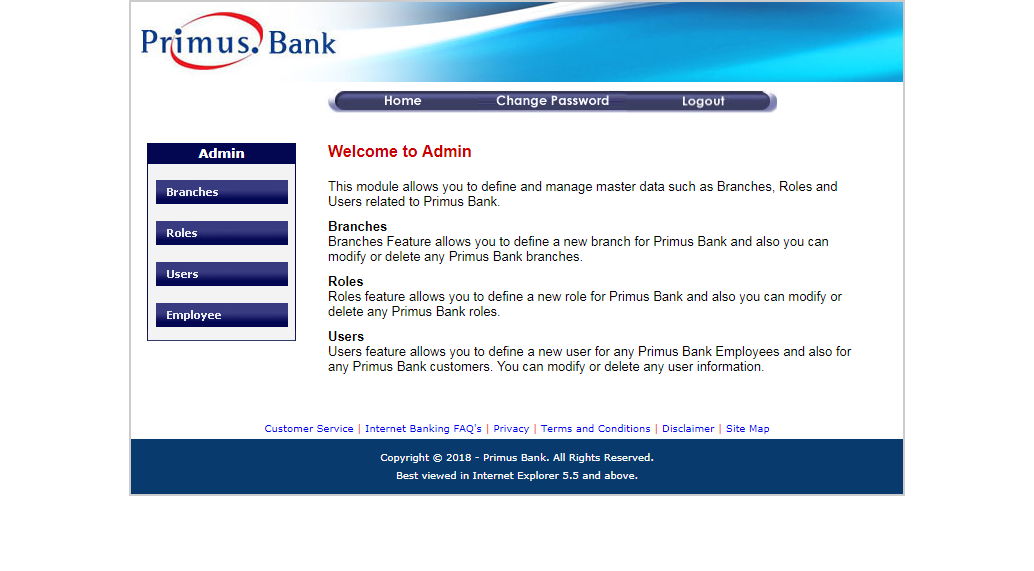 Primus. Bank
Home Change Password Logout
Admin
Branches
Roles
Users
Employee
Welcome to Admin
This module allows you to define and manage master data such as Branches, Roles and
Users related to Primus Bank.
Branches
Branches Feature allows you to define a new branch for Primus Bank and also you can
modify or delete any Primus Bank branches.
Roles
Roles feature allows you to define a new role for Primus Bank and also you can modify or
delete any Primus Bank roles.
Users
Users feature allows you to define a new user for any Primus Bank Employees and also for
any Primus Bank customers. You can modify or delete any user information.
Customer Service | Internet Banking FAQ's | Privacy | Terms and Conditions | Disclaimer | Site Map
Copyright © 2018 - Primus Bank. All Rights Reserved.
Best viewed in Internet Explorer 5.5 and above.